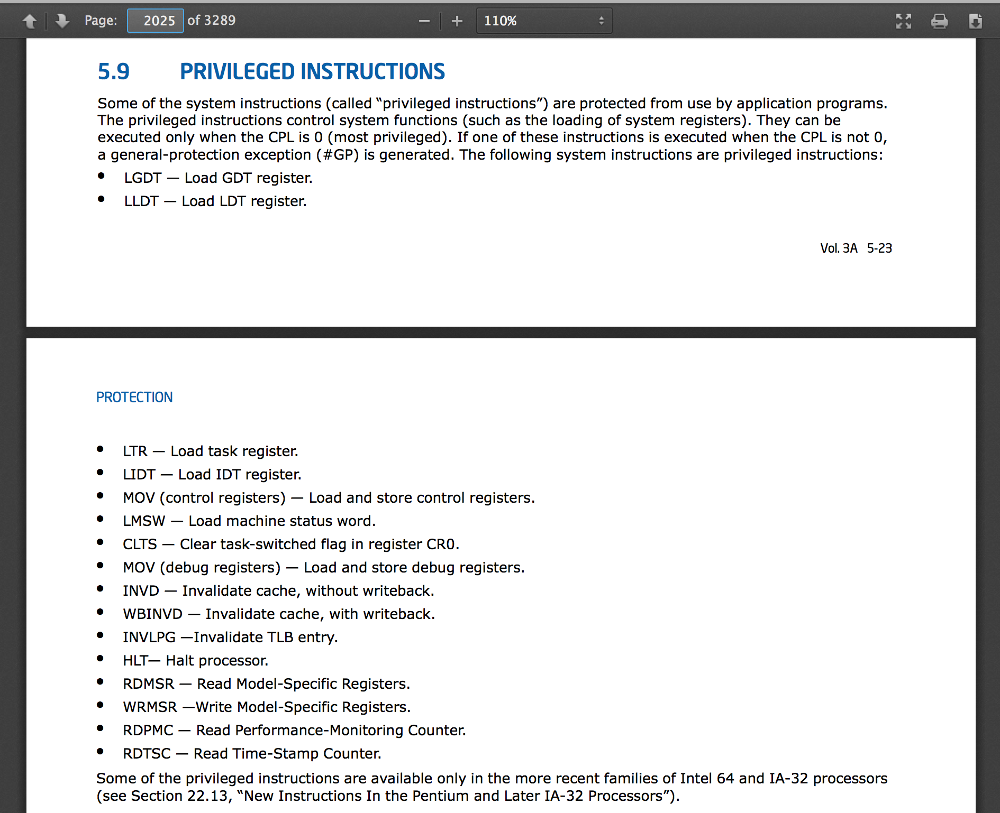 Page: 2025 of 3289 110%
5.9 PRIVILEGED INSTRUCTIONS
Some of the system instructions (called “privileged instructions”) are protected from use by application programs.
The privileged instructions control system functions (such as the loading of system registers). They can be
executed only when the CPL is 0 (most privileged). If one of these instructions is executed when the CPL is not 0,
a general-protection exception (#GP) is generated. The following system instructions are privileged instructions:
• LGDT — Load GDT register.
• LLDT — Load LDT register.
Vol. 3A 5-23
PROTECTION
• LTR — Load task register.
• LIDT — Load IDT register.
• MOV (control registers) — Load and store control registers.
• LMSW — Load machine status word.
• CLTS — Clear task-switched flag in register CR0.
• MOV (debug registers) — Load and store debug registers.
• INVD — Invalidate cache, without writeback.
• WBINVD — Invalidate cache, with writeback.
• INVLPG —Invalidate TLB entry.
• HLT— Halt processor.
• RDMSR — Read Model-Specific Registers.
• WRMSR —Write Model-Specific Registers.
• RDPMC — Read Performance-Monitoring Counter.
• RDTSC — Read Time-Stamp Counter.
Some of the privileged instructions are available only in the more recent families of Intel 64 and IA-32 processors
(see Section 22.13, “New Instructions In the Pentium and Later IA-32 Processors”).